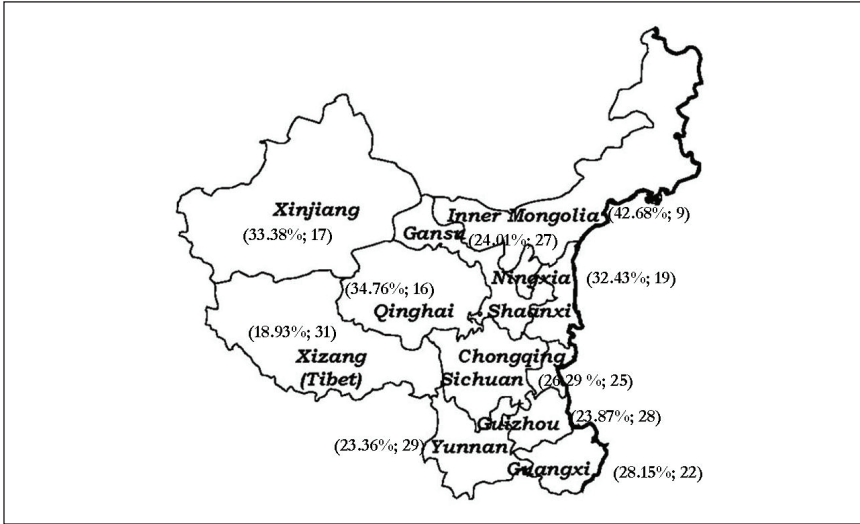 Xinjiang
(33.38%; 17)
Inner Mongolia
(42.68%; 9)
Gansu
(24.01%; 27)
Ningxia
(32.43%; 19)
(34.76%; 16)
Qinghai
Shaanxi
(18.93%; 31)
Xizang
(Tibet)
Chongqing
Sichuan
(26.29 %; 25)
Guizhou
(23.87%; 28)
(23.36%; 29)
Yunnan
Guangxi
(28.15%; 22)